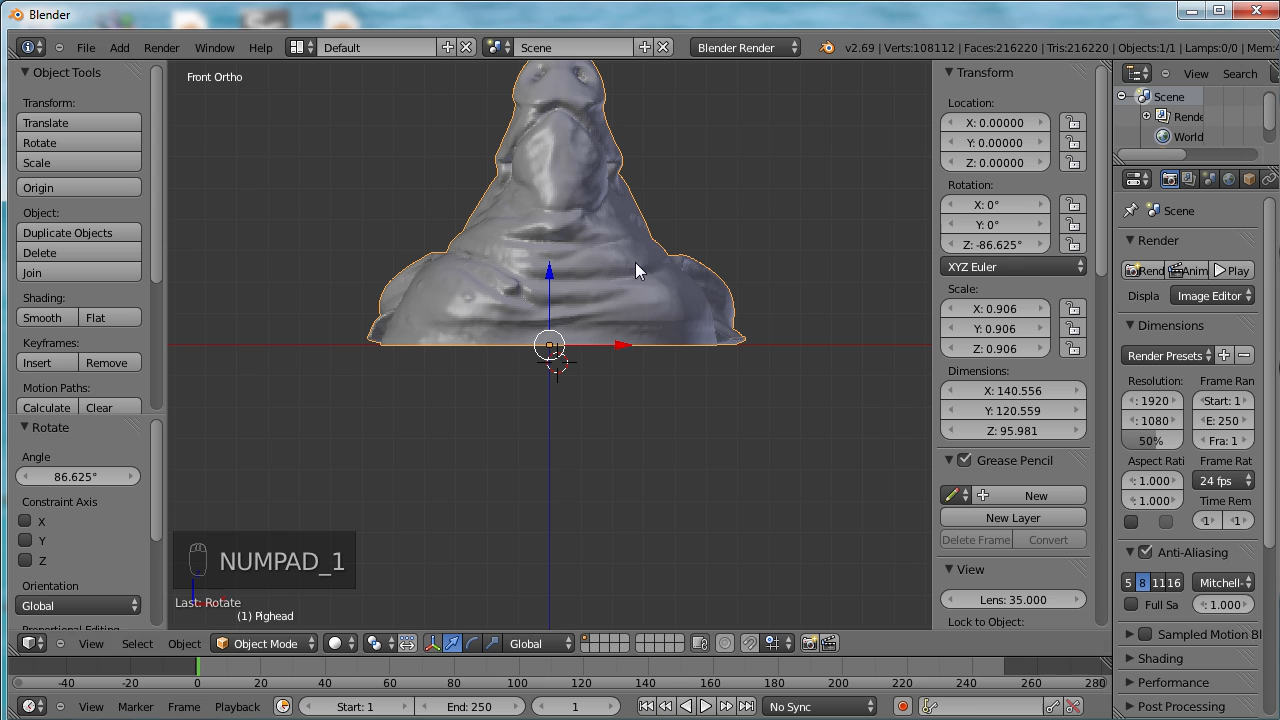 Blender
File Add Render Window Help Default Scene Blender Render v2.69 | Verts:108112 | Faces:216220 | Tris:216220 | Objects:1/1 | Lamps:0/0 | Mem:
Object Tools
Transform:
Translate
Rotate
Scale
Origin
Object:
Duplicate Objects
Delete
Join
Shading:
Smooth Flat
Keyframes:
Insert Remove
Motion Paths:
Calculate Clear
Rotate
Angle
86.625°
Constraint Axis
X
Y
Z
Orientation
Global
Front Ortho
NUMPAD_1
Last: Rotate
(1) Pighead
Transform
Location:
X: 0.00000
Y: 0.00000
Z: 0.00000
Rotation:
X: 0°
Y: 0°
Z: -86.625°
XYZ Euler
Scale:
X: 0.906
Y: 0.906
Z: 0.906
Dimensions:
X: 140.556
Y: 120.559
Z: 95.981
Grease Pencil
New
New Layer
Delete Frame Convert
View
Lens: 35.000
Lock to Object:
View Search
Scene
Rende
World
Scene
Render
Rend Anim Play
Displa Image Editor
Dimensions
Render Presets
Resolution: Frame Ran
: 1920 Start: 1
: 1080 E: 250
50% Fra: 1
Aspect Rati Frame Rat
: 1.000 24 fps
: 1.000 Time Rem
1 1
Anti-Aliasing
5 8 11 16 Mitchell-
Full Sa : 1.000
Sampled Motion Bl
Shading
Performance
Post Processing
View Select Object Object Mode Global
-40 -20 0 20 40 60 80 100 120 140 160 180 200 220 240 260 280
View Marker Frame Playback Start: 1 End: 250 1 No Sync